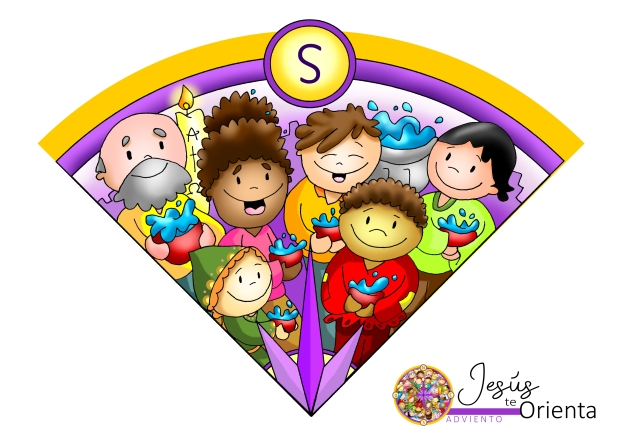 S
A
Jesús
te
Orienta
ADVIENTO